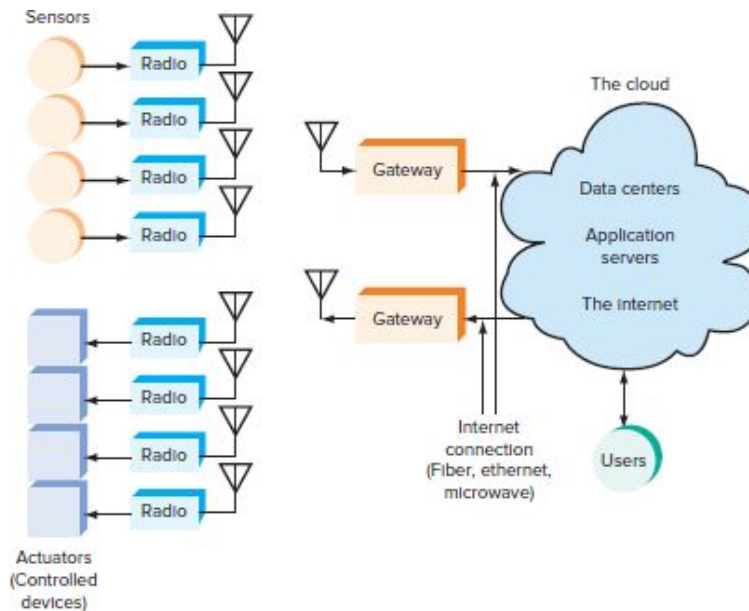 Sensors
Radio
Radio
Radio
Radio
Radio
Radio
Radio
Radio
Actuators
(Controlled
devices)
Gateway
Gateway
Internet
connection
(Fiber, ethernet,
microwave)
The cloud
Data centers
Application
servers
The internet
Users